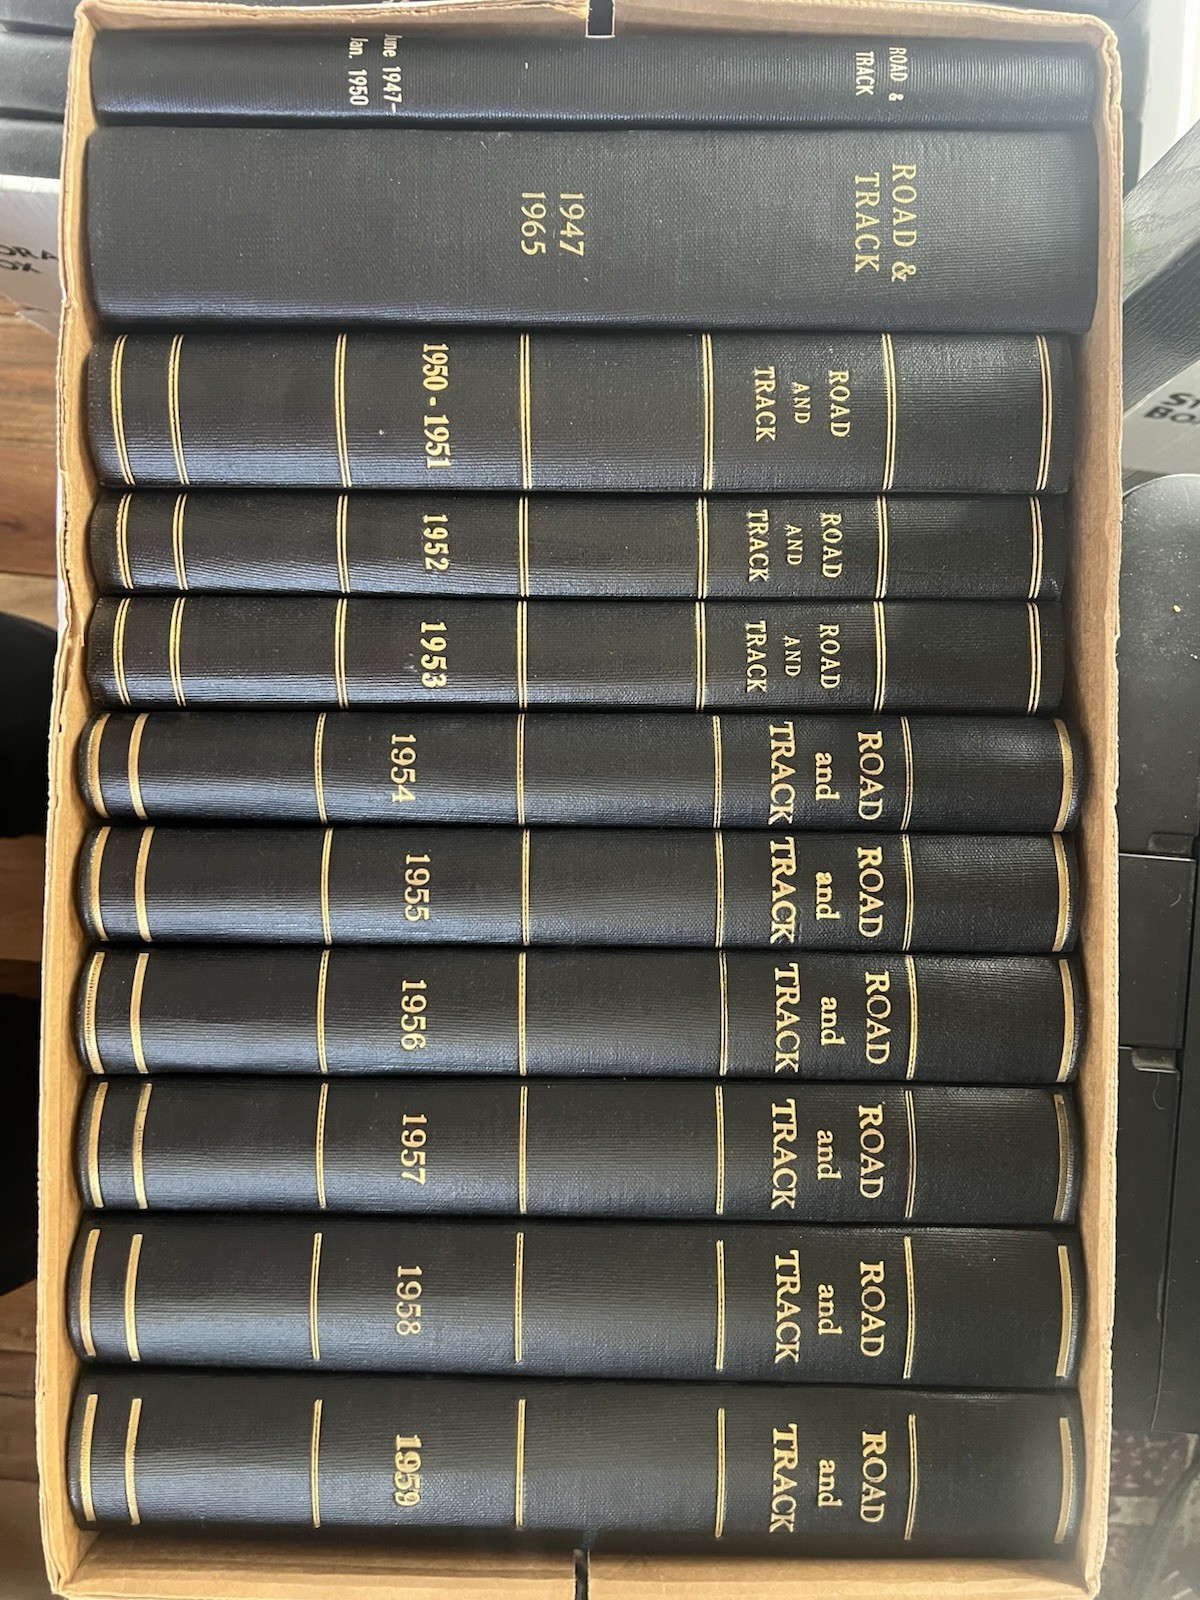 ROAD &
TRACK
June 1947-
Jan. 1950
ROAD &
TRACK
1947
1965
ROAD
AND
TRACK
1950-1951
ROAD
AND
TRACK
1952
ROAD
AND
TRACK
1953
ROAD
and
TRACK
1954
ROAD
and
TRACK
1955
ROAD
and
TRACK
1956
ROAD
and
TRACK
1957
ROAD
and
TRACK
1958
ROAD
and
TRACK
1959